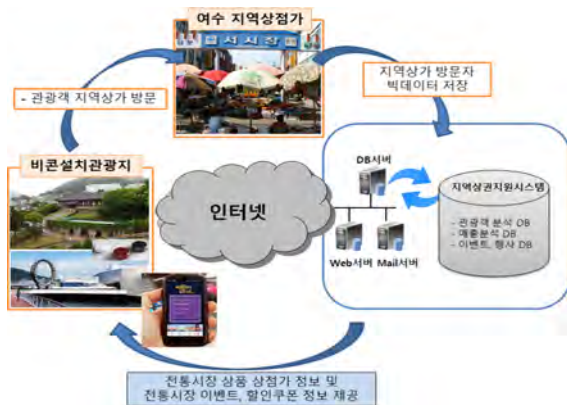 여수 지역상점가
서시장
- 관광객 지역상가 방문
지역상가 방문자
빅데이터 저장
비콘설치관광지
인터넷
DB서버
지역상권지원시스템
- 관광객 분석 DB
- 매출분석 DB
- 이벤트, 행사 DB
Web서버 Mail서버
전통시장 상품 상점가 정보 및
전통시장 이벤트, 할인쿠폰 정보 제공